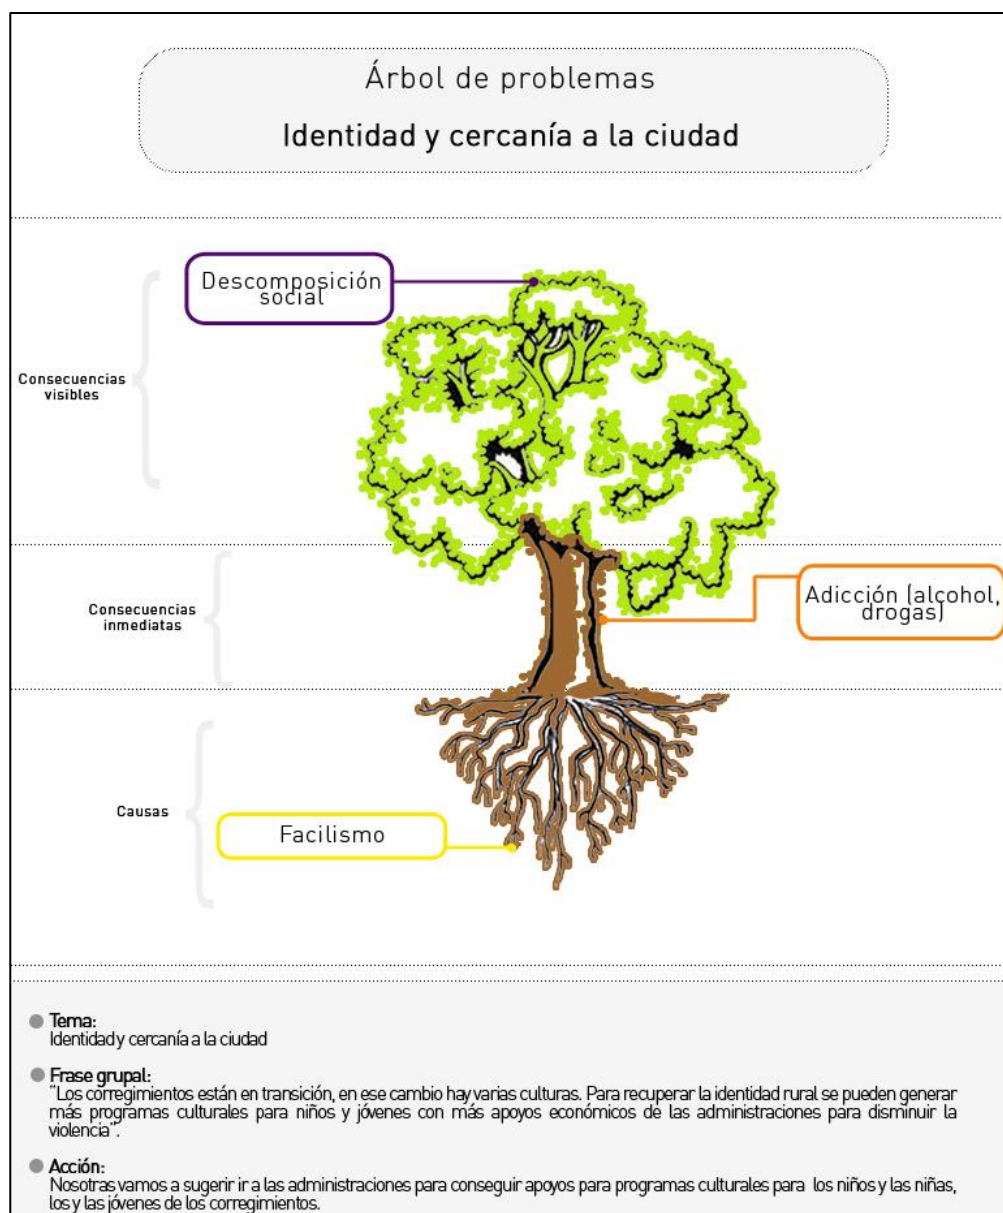 Árbol de problemas
Identidad y cercanía a la ciudad
Descomposición
social
Consecuencias
visibles
Consecuencias
inmediatas
Adicción (alcohol,
drogas)
Causas
Facilismo
Tema:
Identidad y cercanía a la ciudad
Frase grupal:
"Los corregimientos están en transición, en ese cambio hay varias culturas. Para recuperar la identidad rural se pueden generar
más programas culturales para niños y jóvenes con más apoyos económicos de las administraciones para disminuir la
violencia".
Acción:
Nosotras vamos a sugerir ir a las administraciones para conseguir apoyos para programas culturales para los niños y las niñas,
los y las jóvenes de los corregimientos.